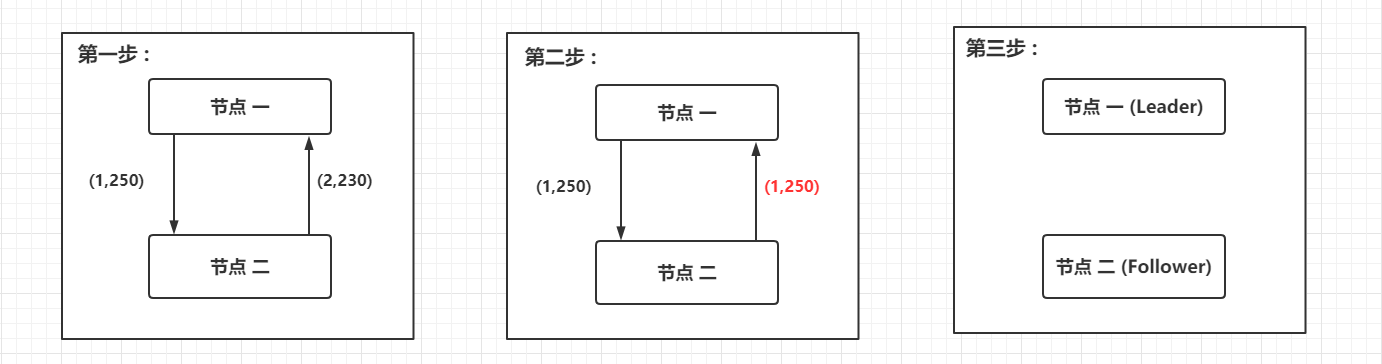 第一步：
节点 一
(1,250)
(2,230)
节点 二
第二步：
节点 一
(1,250)
(1,250)
节点 二
第三步：
节点 一 (Leader)
节点 二 (Follower)